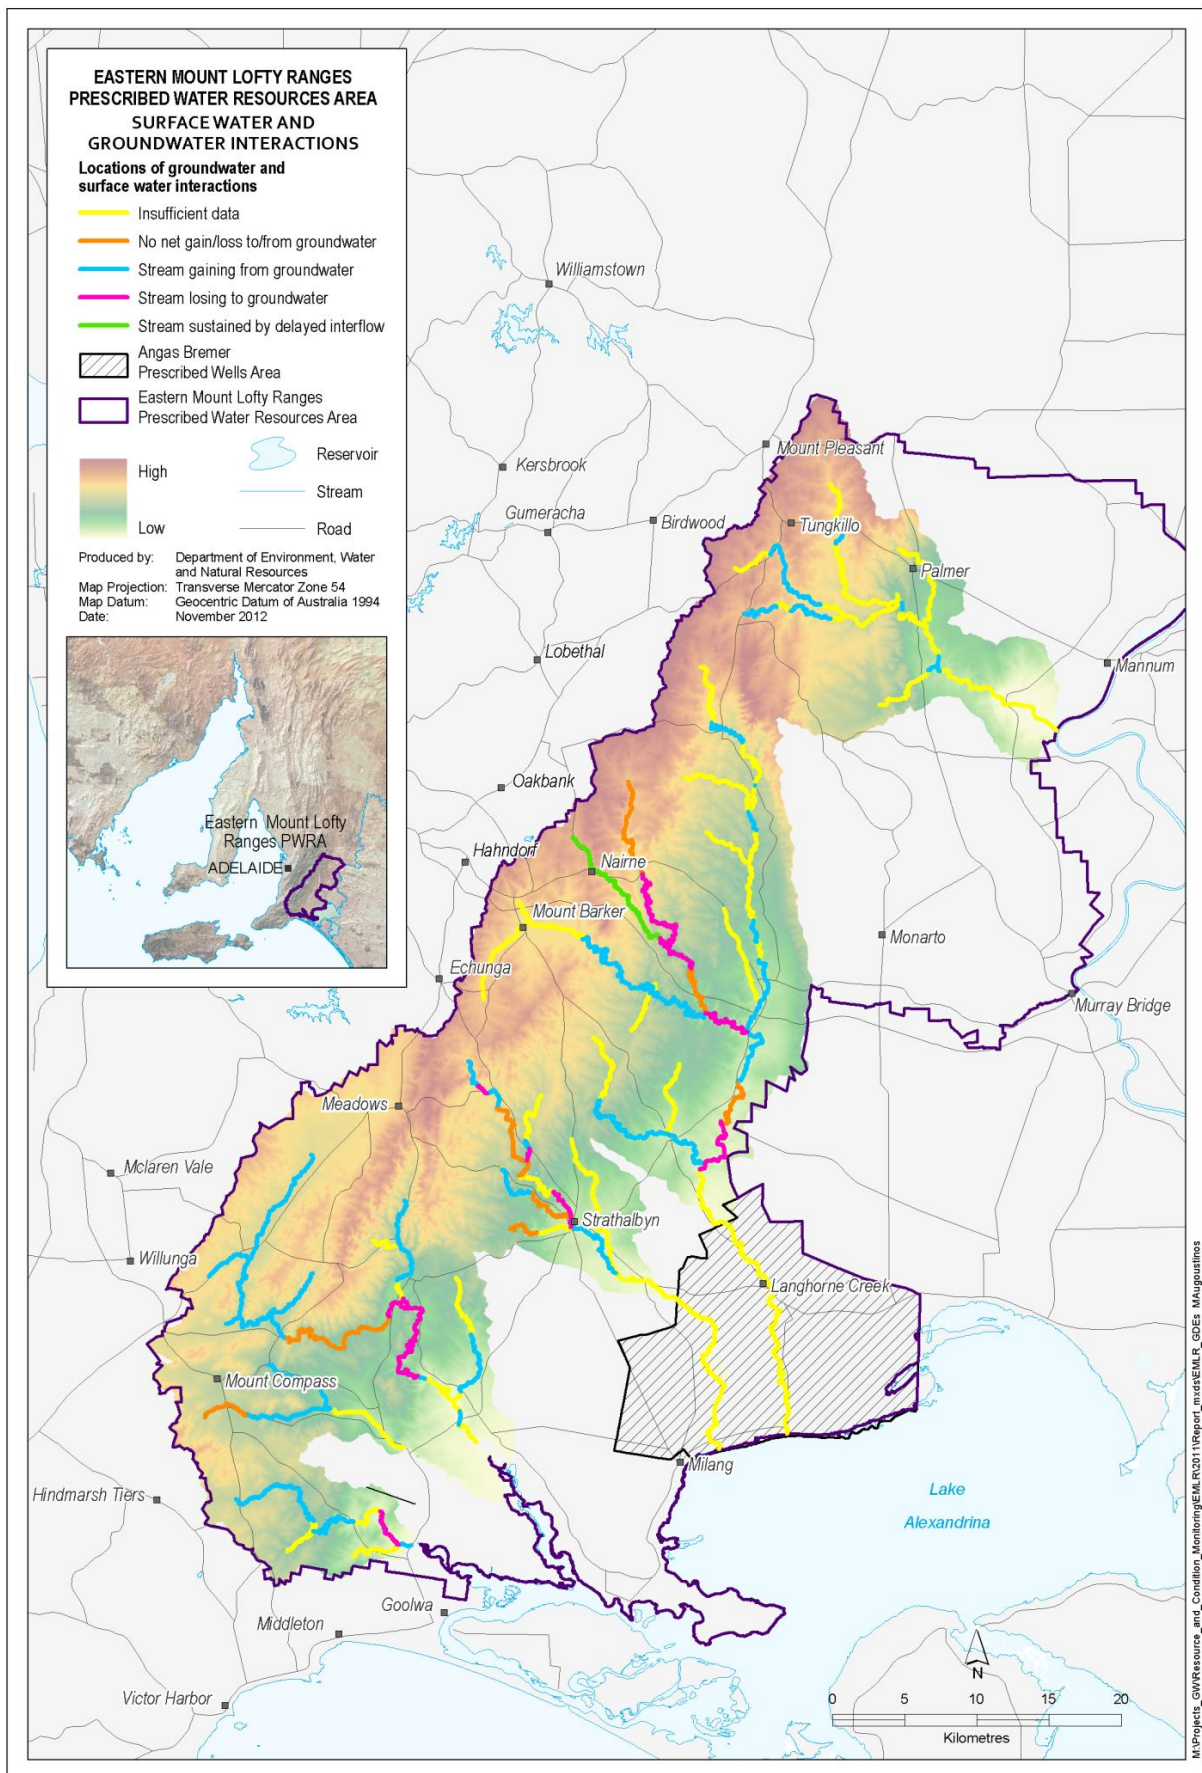 EASTERN MOUNT LOFTY RANGES
PRESCRIBED WATER RESOURCES AREA
SURFACE WATER AND
GROUNDWATER INTERACTIONS
Locations of groundwater and
surface water interactions
Insufficient data
No net gain/loss to/from groundwater
Stream gaining from groundwater
Stream losing to groundwater
Stream sustained by delayed interflow
Angas Bremer
Prescribed Wells Area
Eastern Mount Lofty Ranges
Prescribed Water Resources Area
High
Low
Reservoir
Stream
Road
Produced by: Department of Environment, Water
and Natural Resources
Map Projection: Transverse Mercator Zone 54
Map Datum: Geocentric Datum of Australia 1994
Date: November 2012
Eastern Mount Lofty
Ranges PWRA
ADELAIDE
Williamstown
Mount Pleasant
Kersbrook
Gumeracha
Birdwood
Tungkillo
Palmer
Lobethal
Mannum
Oakbank
Hahndorf
Nairne
Mount Barker
Monarto
Echunga
Murray Bridge
Meadows
Mclaren Vale
Strathalbyn
Willunga
Langhorne Creek
Mount Compass
Milang
Hindmarsh Tiers
Lake
Alexandrina
Goolwa
Middleton
Victor Harbor
N
0 5 10 15 20
Kilometres
M:\Projects_GW\Resource_and_Condition_Monitoring\EMLR\2011\Report_mxds\EMLR_GDEs MAugoustinos